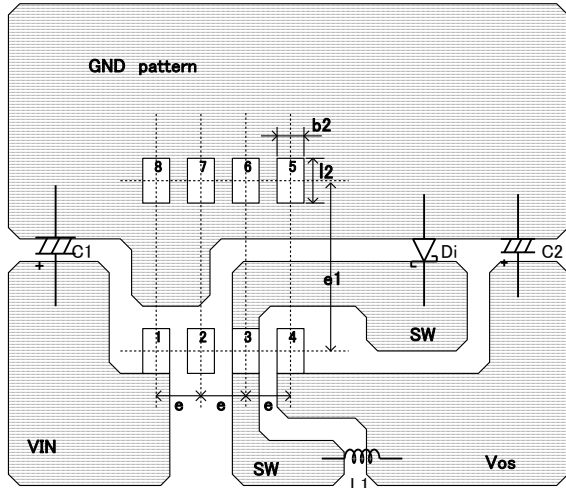 GND pattern
b2
8 7 6 5
l2
C1
Di
C2
e1
1 2 3 4
SW
e e e
VIN
SW
Vos
L1
+
+